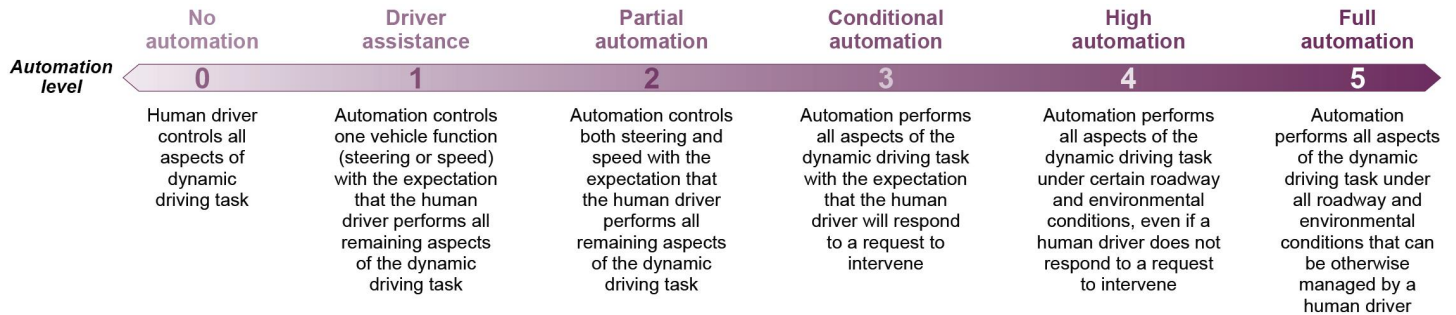 No
automation
Driver
assistance
Partial
automation
Conditional
automation
High
automation
Full
automation
Automation
level
0
1
2
3
4
5
Human driver
controls all
aspects of
dynamic
driving task
Automation controls
one vehicle function
(steering or speed)
with the expectation
that the human
driver performs all
remaining aspects
of the dynamic
driving task
Automation controls
both steering and
speed with the
expectation that
the human driver
performs all
remaining aspects
of the dynamic
driving task
Automation performs
all aspects of the
dynamic driving task
with the expectation
that the human
driver will respond
to a request to
intervene
Automation performs
all aspects of the
dynamic driving task
under certain roadway
and environmental
conditions, even if a
human driver does not
respond to a request
to intervene
Automation
performs all aspects
of the dynamic
driving task under
all roadway and
environmental
conditions that can
be otherwise
managed by a
human driver